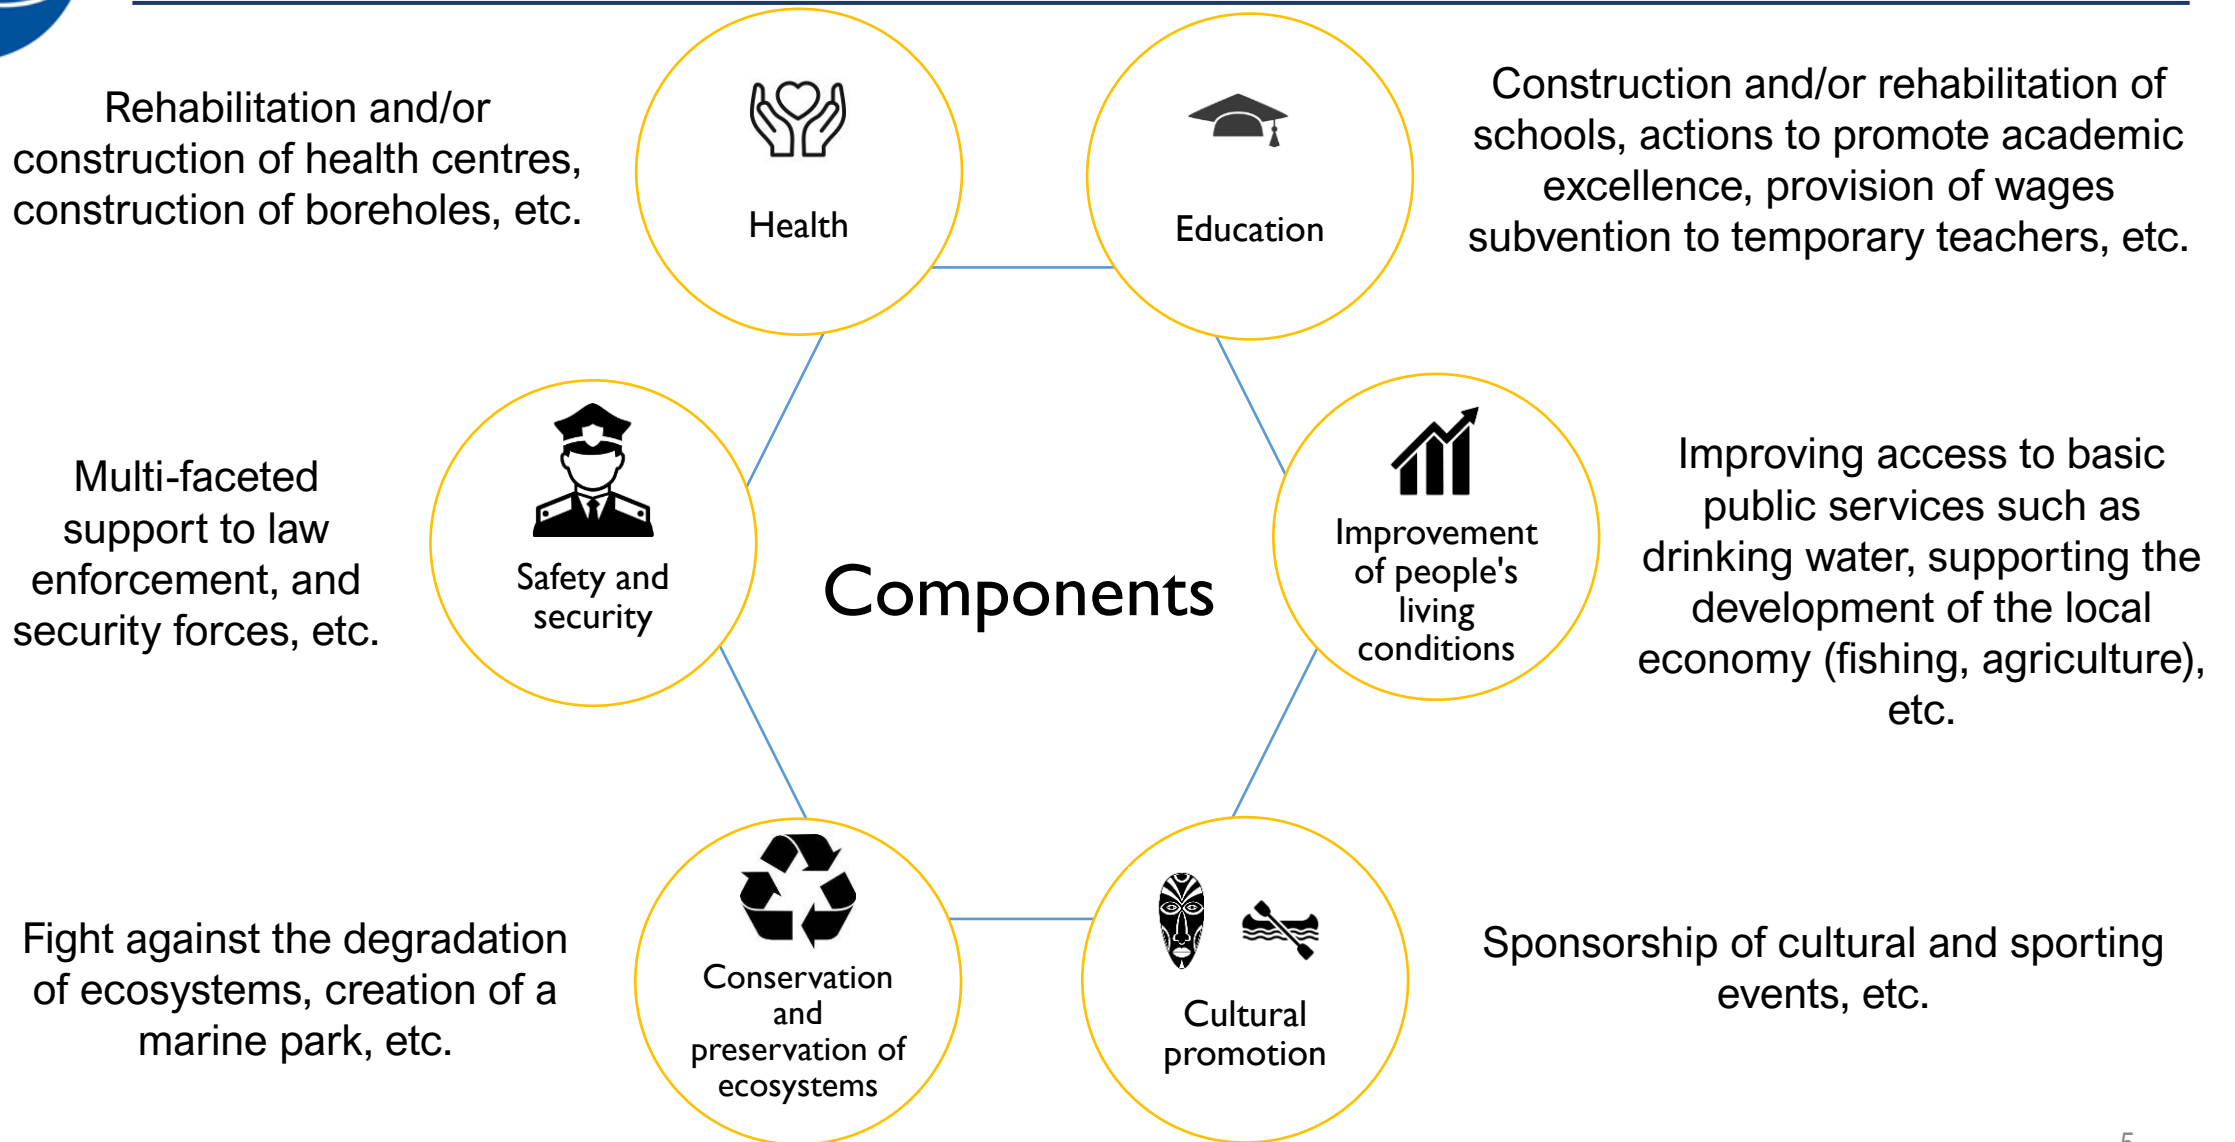 Rehabilitation and/or
construction of health centres,
construction of boreholes, etc.
Health
Education
Construction and/or rehabilitation of
schools, actions to promote academic
excellence, provision of wages
subvention to temporary teachers, etc.
Multi-faceted
support to law
enforcement, and
security forces, etc.
Safety and
security
Components
Improvement
of people's
living
conditions
Improving access to basic
public services such as
drinking water, supporting the
development of the local
economy (fishing, agriculture),
etc.
Fight against the degradation
of ecosystems, creation of a
marine park, etc.
Conservation
and
preservation of
ecosystems
Cultural
promotion
Sponsorship of cultural and sporting
events, etc.
5